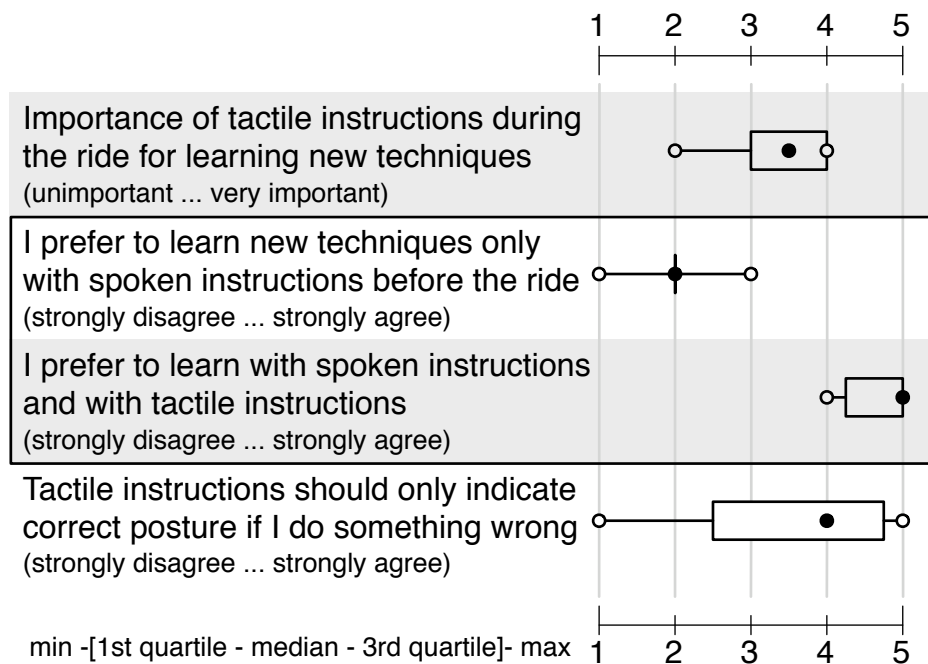 1 2 3 4 5
Importance of tactile instructions during
the ride for learning new techniques
(unimportant ... very important)
I prefer to learn new techniques only
with spoken instructions before the ride
(strongly disagree ... strongly agree)
I prefer to learn with spoken instructions
and with tactile instructions
(strongly disagree ... strongly agree)
Tactile instructions should only indicate
correct posture if I do something wrong
(strongly disagree ... strongly agree)
min -[1st quartile - median - 3rd quartile]- max 1 2 3 4 5